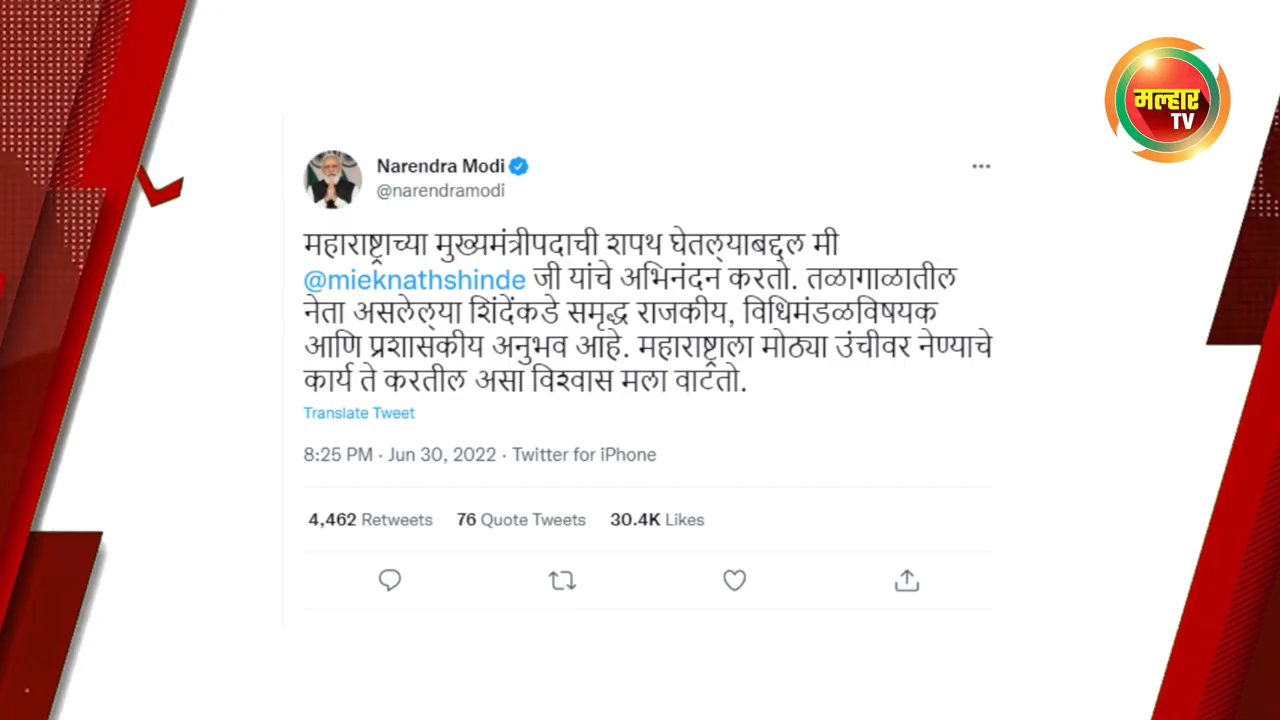 मल्हार
TV
Narendra Modi
@narendramodi
महाराष्ट्राच्या मुख्यमंत्रीपदाची शपथ घेतल्याबद्दल मी
@mieknathshinde जी यांचे अभिनंदन करतो. तळागाळातील
नेता असलेल्या शिंदेंकडे समृद्ध राजकीय, विधिमंडळविषयक
आणि प्रशासकीय अनुभव आहे. महाराष्ट्राला मोठ्या उंचीवर नेण्याचे
कार्य ते करतील असा विश्वास मला वाटतो.
Translate Tweet
8:25 PM · Jun 30, 2022 · Twitter for iPhone
4,462 Retweets 76 Quote Tweets 30.4K Likes